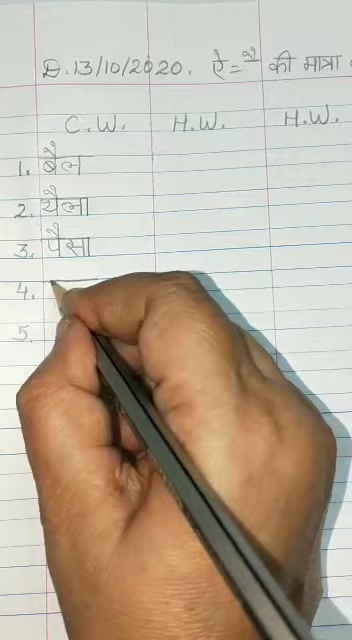 D. 13/10/2020. ऐ = ै की मात्रा
C.W. H.W. H.W.
1. बैल
2. थैला
3. पैसा
4.
5.